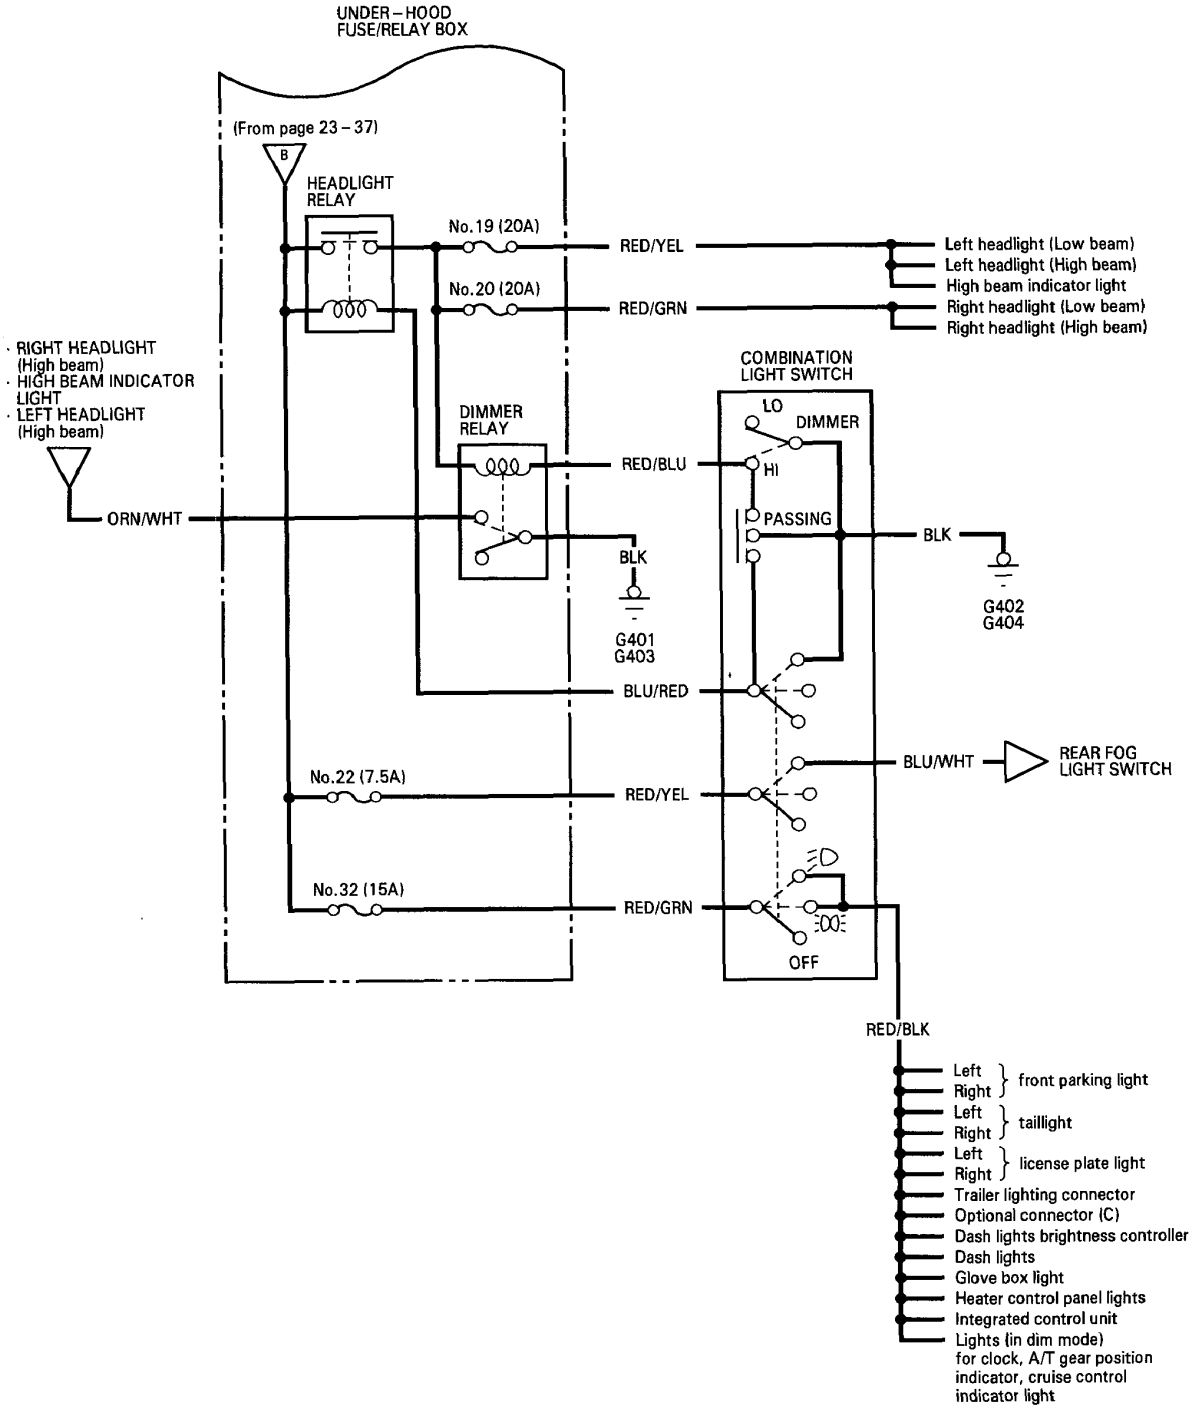 UNDER-HOOD
FUSE/RELAY BOX
(From page 23-37)
B
HEADLIGHT
RELAY
No.19 (20A)
RED/YEL
Left headlight (Low beam)
Left headlight (High beam)
High beam indicator light
No.20 (20A)
RED/GRN
Right headlight (Low beam)
Right headlight (High beam)
· RIGHT HEADLIGHT
(High beam)
· HIGH BEAM INDICATOR
LIGHT
· LEFT HEADLIGHT
(High beam)
COMBINATION
LIGHT SWITCH
DIMMER
RELAY
LO
DIMMER
RED/BLU
HI
ORN/WHT
PASSING
BLK
BLK
G401
G403
G402
G404
BLU/RED
BLU/WHT
REAR FOG
LIGHT SWITCH
No.22 (7.5A)
RED/YEL
No.32 (15A)
RED/GRN
OFF
RED/BLK
Left
Right
front parking light
Left
Right
taillight
Left
Right
license plate light
Trailer lighting connector
Optional connector (C)
Dash lights brightness controller
Dash lights
Glove box light
Heater control panel lights
Integrated control unit
Lights (in dim mode)
for clock, A/T gear position
indicator, cruise control
indicator light